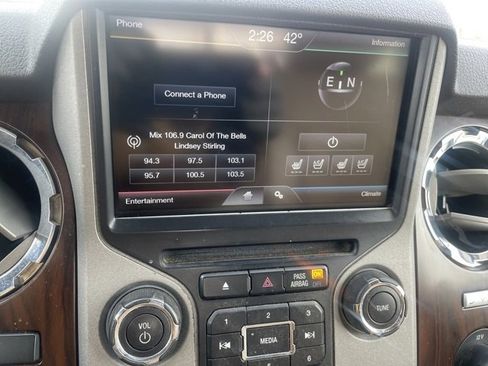 Phone
2:26 42°
Information
E N
Connect a Phone
Mix 106.9 Carol Of The Bells
Lindsey Stirling
94.3 97.5 103.1
95.7 100.5 103.5
Entertainment
Climate
PASS AIRBAG ON
OFF
VOL
TUNE
1 2 3
MEDIA
4 5 6
12V